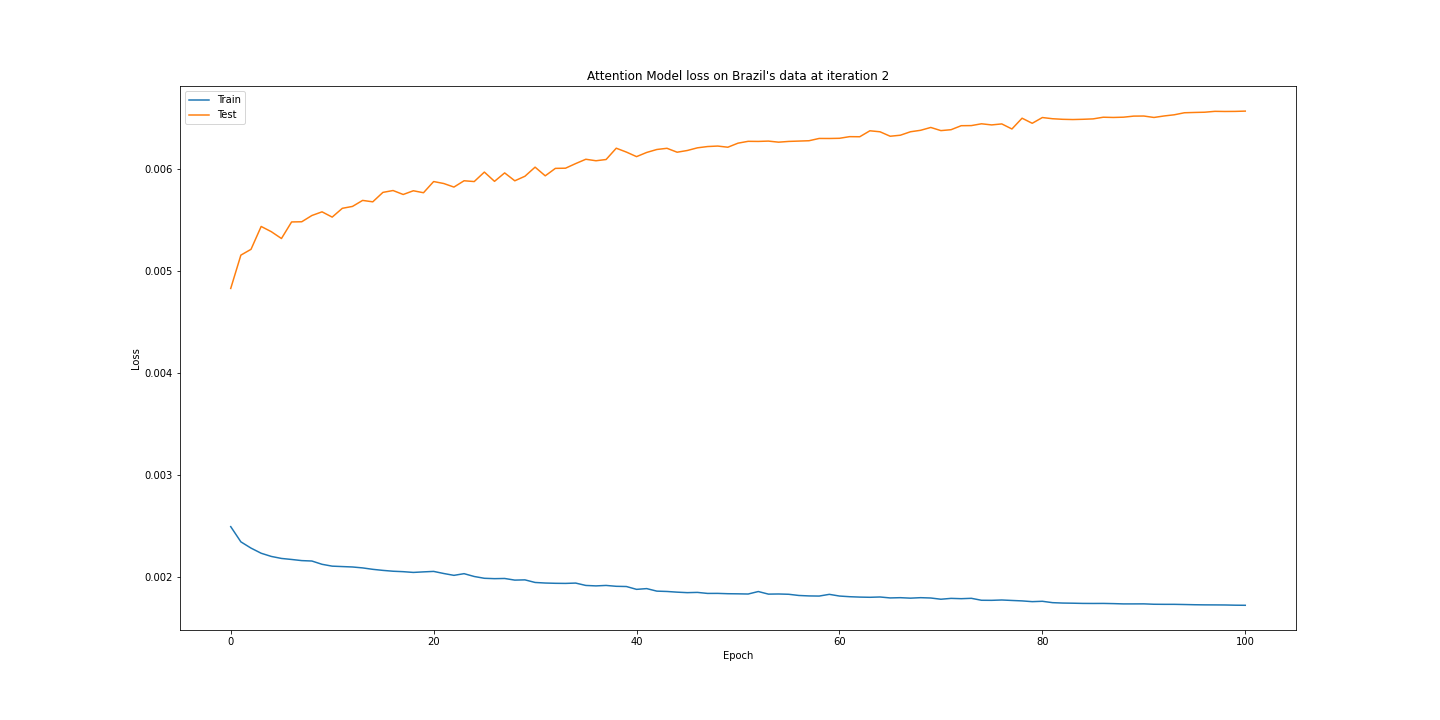 Attention Model loss on Brazil's data at iteration 2
Train
Test
0.006
0.005
0.004
0.003
0.002
Loss
0 20 40 60 80 100
Epoch